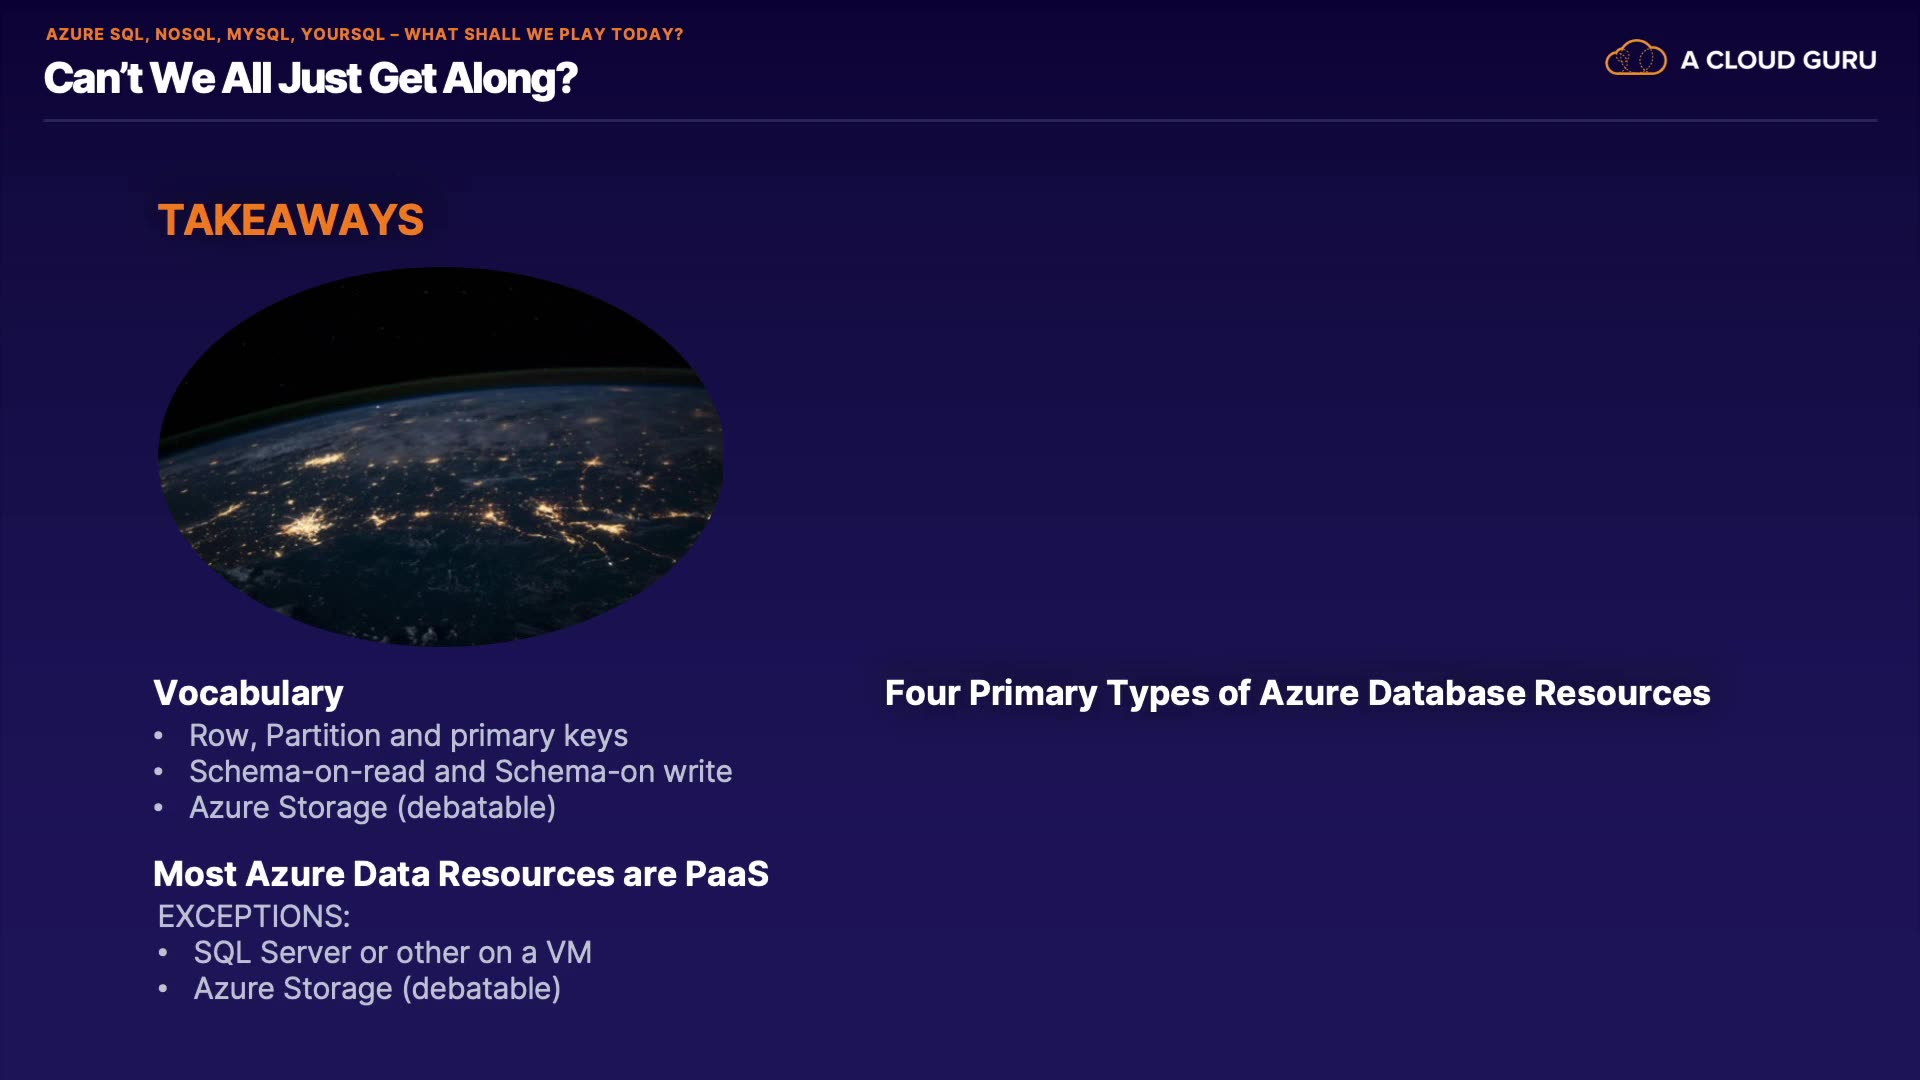 AZURE SQL, NOSQL, MYSQL, YOURSQL – WHAT SHALL WE PLAY TODAY?
Can’t We All Just Get Along?
A CLOUD GURU
TAKEAWAYS
Vocabulary
• Row, Partition and primary keys
• Schema-on-read and Schema-on write
• Azure Storage (debatable)
Most Azure Data Resources are PaaS
EXCEPTIONS:
• SQL Server or other on a VM
• Azure Storage (debatable)
Four Primary Types of Azure Database Resources